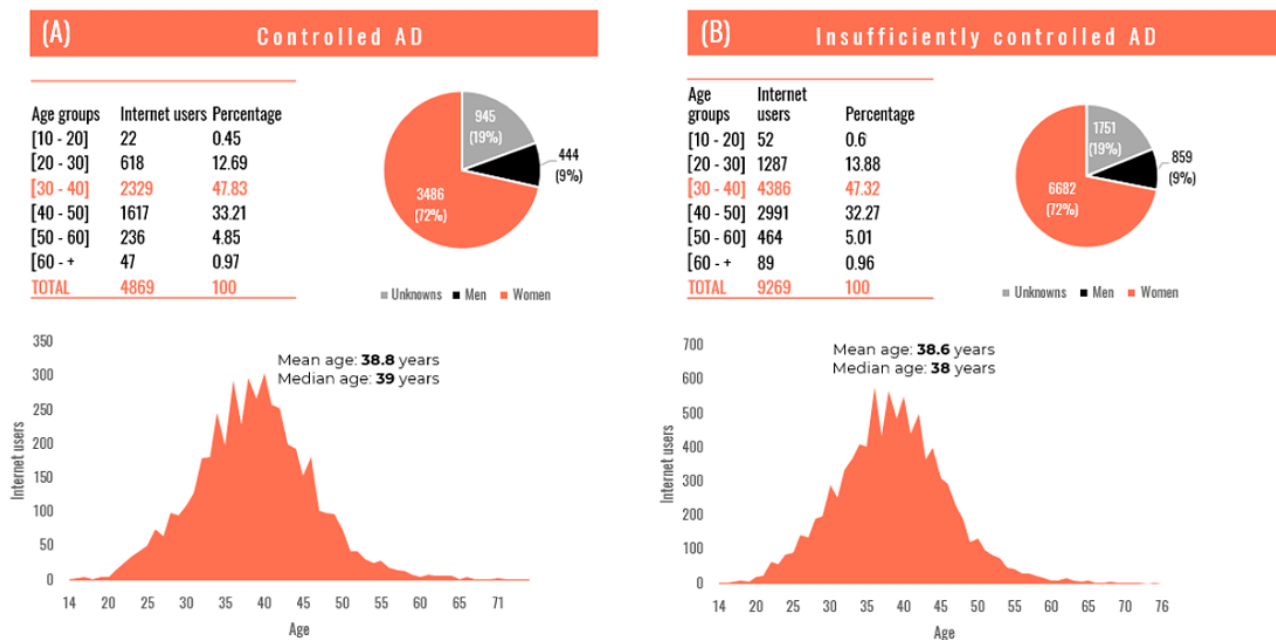 (A) Controlled AD
Age groups Internet users Percentage
[10 - 20] 22 0.45
[20 - 30] 618 12.69
[30 - 40] 2329 47.83
[40 - 50] 1617 33.21
[50 - 60] 236 4.85
[60 - + 47 0.97
TOTAL 4869 100
945
(19%)
444
(9%)
3486
(72%)
Unknowns Men Women
Mean age: 38.8 years
Median age: 39 years
350
300
250
200
150
100
50
0
Internet users
14 20 25 30 35 40 45 50 55 60 65 71
Age
(B) Insufficiently controlled AD
Age groups Internet users Percentage
[10 - 20] 52 0.6
[20 - 30] 1287 13.88
[30 - 40] 4386 47.32
[40 - 50] 2991 32.27
[50 - 60] 464 5.01
[60 - + 89 0.96
TOTAL 9269 100
1751
(19%)
859
(9%)
6682
(72%)
Unknowns Men Women
Mean age: 38.6 years
Median age: 38 years
700
600
500
400
300
200
100
0
Internet users
14 20 25 30 35 40 45 50 55 60 65 70 76
Age